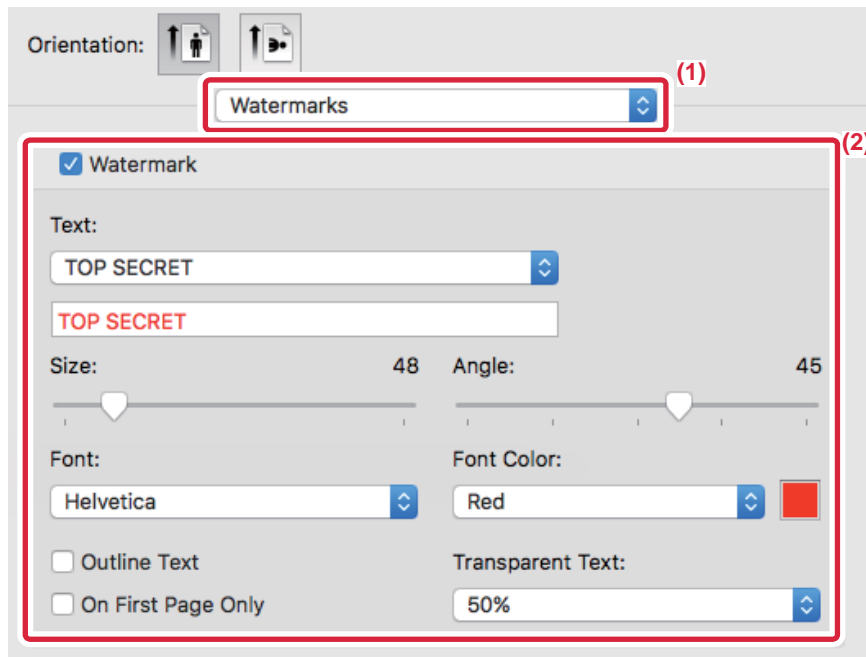 Orientation:
(1)
Watermarks
(2)
Watermark
Text:
TOP SECRET
TOP SECRET
Size: 48 Angle: 45
Font: Font Color:
Helvetica Red
Outline Text Transparent Text:
On First Page Only 50%